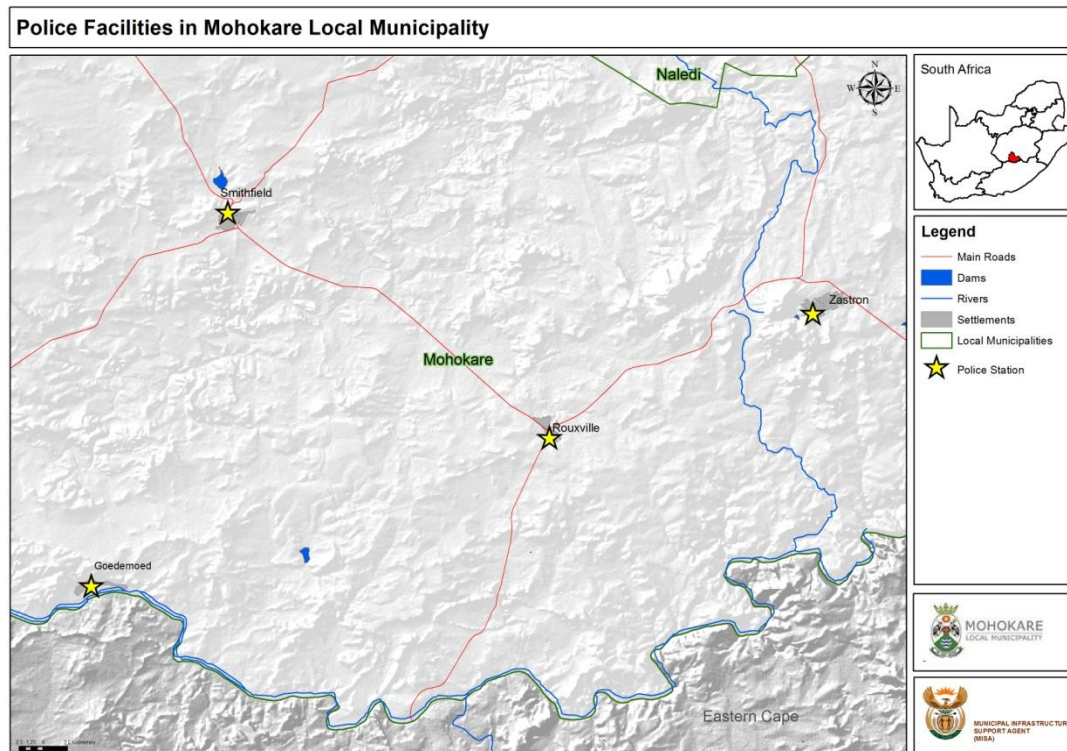 Police Facilities in Mohokare Local Municipality
Naledi
N
W E
S
Smithfield
Zastron
Mohokare
Rouxville
Goedemoed
Eastern Cape
South Africa
Legend
Main Roads
Dams
Rivers
Settlements
Local Municipalities
Police Station
MOHOKARE
LOCAL MUNICIPALITY
MUNICIPAL INFRASTRUCTURE
SUPPORT AGENT
(MISA)